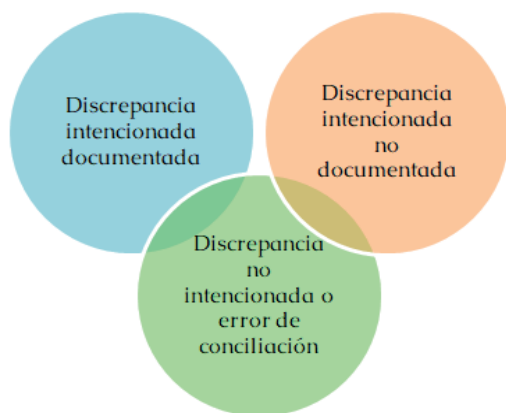 Discrepancia
intencionada
documentada
Discrepancia
intencionada
no
documentada
Discrepancia
no
intencionada o
error de
conciliación